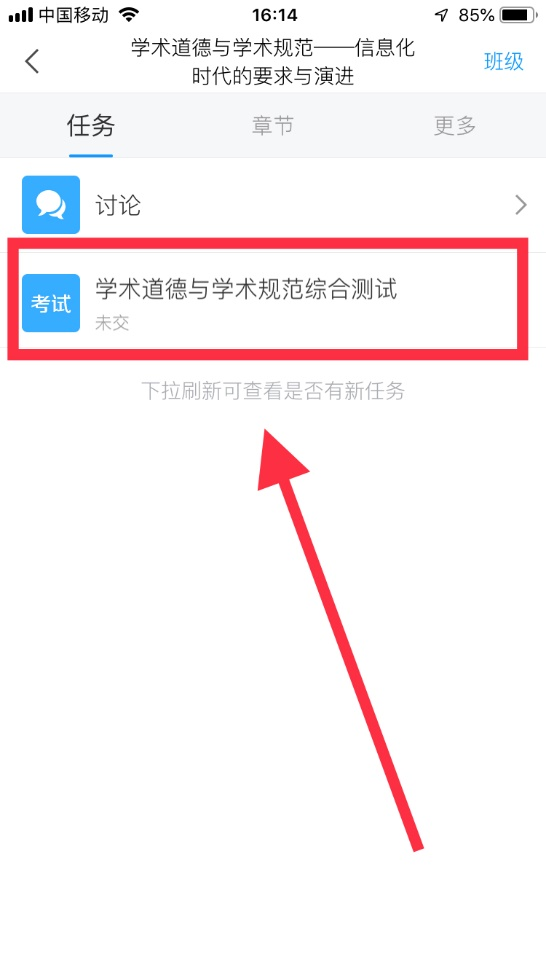 中国移动 16:14 85%
学术道德与学术规范——信息化
时代的要求与演进
班级
任务 章节 更多
讨论
考试
学术道德与学术规范综合测试
未交
下拉刷新可查看是否有新任务